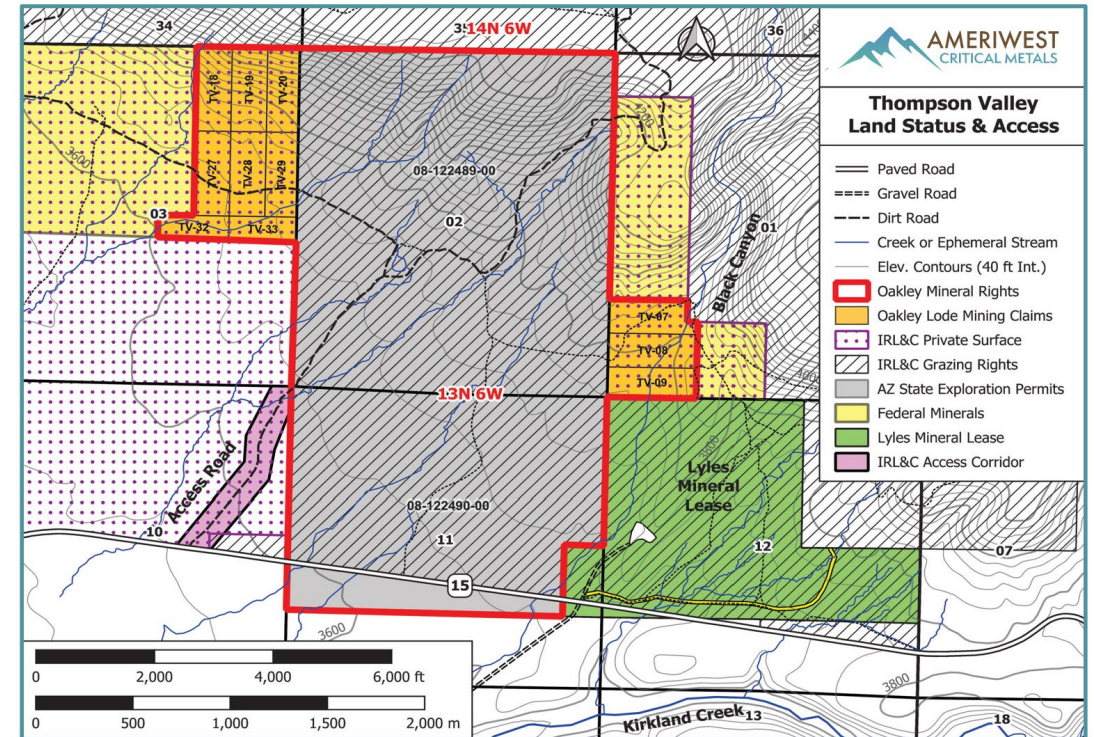 AMERIWEST
CRITICAL METALS
Thompson Valley
Land Status & Access
Paved Road
Gravel Road
Dirt Road
Creek or Ephemeral Stream
Elev. Contours (40 ft Int.)
Oakley Mineral Rights
Oakley Lode Mining Claims
IRL&C Private Surface
IRL&C Grazing Rights
AZ State Exploration Permits
Federal Minerals
Lyles Mineral Lease
IRL&C Access Corridor
34
35
14N 6W
36
TV-18
TV-19
TV-20
4200
3600
08-122489-00
TV-27
TV-28
TV-29
03
02
01
TV-32
TV-33
Black Canyon
TV-07
TV-08
TV-09
4000
13N 6W
3600
Access Road
Lyles
Mineral
Lease
08-122490-00
10
11
12
07
15
3600
3800
Kirkland Creek
13
18
0
2,000
4,000
6,000 ft
0
500
1,000
1,500
2,000 m